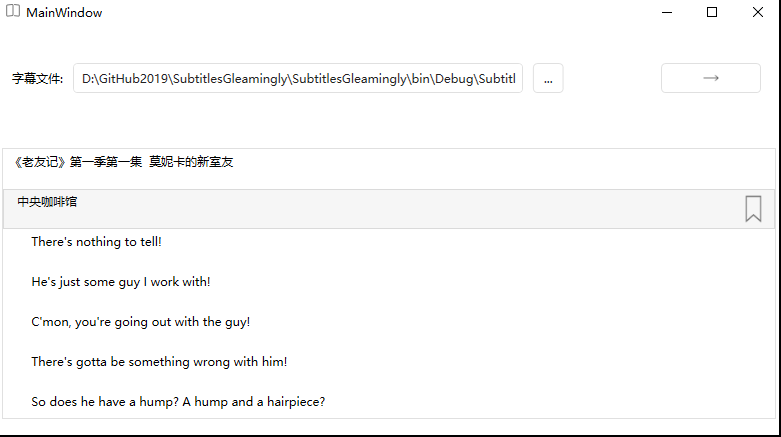 MainWindow
字幕文件: D:\GitHub2019\SubtitlesGleamingly\SubtitlesGleamingly\bin\Debug\Subtitl ... →
《老友记》第一季第一集 莫妮卡的新室友
中央咖啡馆
There's nothing to tell!
He's just some guy I work with!
C'mon, you're going out with the guy!
There's gotta be something wrong with him!
So does he have a hump? A hump and a hairpiece?